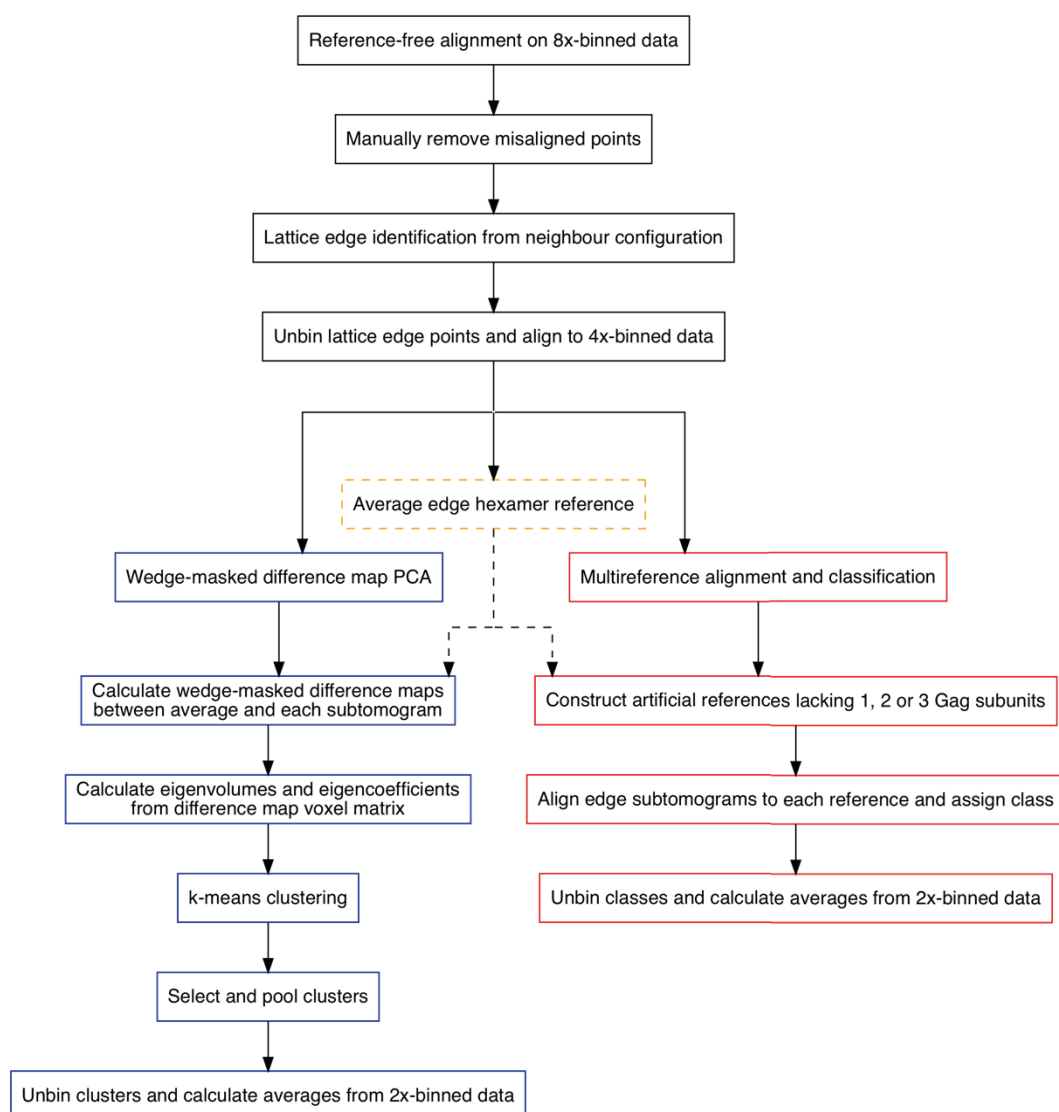 Reference-free alignment on 8x-binned data
Manually remove misaligned points
Lattice edge identification from neighbour configuration
Unbin lattice edge points and align to 4x-binned data
Average edge hexamer reference
Wedge-masked difference map PCA
Multireference alignment and classification
Calculate wedge-masked difference maps
between average and each subtomogram
Construct artificial references lacking 1, 2 or 3 Gag subunits
Calculate eigenvolumes and eigencoefficients
from difference map voxel matrix
Align edge subtomograms to each reference and assign class
k-means clustering
Unbin classes and calculate averages from 2x-binned data
Select and pool clusters
Unbin clusters and calculate averages from 2x-binned data